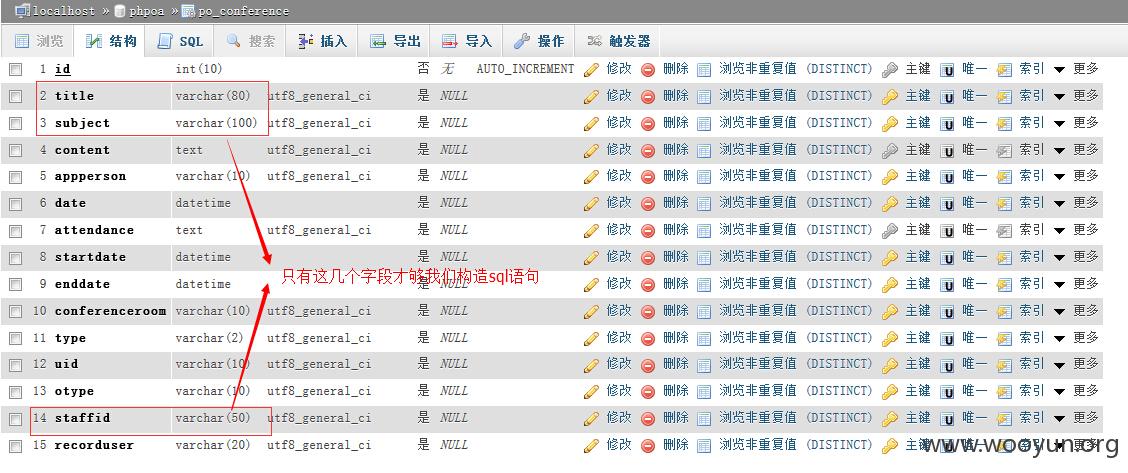 localhost » phpoa » po_conference
浏览 结构 SQL 搜索 插入 导出 导入 操作 触发器
1 id int(10) 否 无 AUTO_INCREMENT 修改 删除 浏览非重复值 (DISTINCT) 主键 U 唯一 索引 更多
2 title varchar(80) utf8_general_ci 是 NULL 修改 删除 浏览非重复值 (DISTINCT) 主键 U 唯一 索引 更多
3 subject varchar(100) utf8_general_ci 是 NULL 修改 删除 浏览非重复值 (DISTINCT) 主键 U 唯一 索引 更多
4 content text utf8_general_ci 是 NULL 修改 删除 浏览非重复值 (DISTINCT) 主键 U 唯一 索引 更多
5 appperson varchar(10) utf8_general_ci 是 NULL 修改 删除 浏览非重复值 (DISTINCT) 主键 U 唯一 索引 更多
6 date datetime 是 NULL 修改 删除 浏览非重复值 (DISTINCT) 主键 U 唯一 索引 更多
7 attendance text utf8_general_ci 是 NULL 修改 删除 浏览非重复值 (DISTINCT) 主键 U 唯一 索引 更多
8 startdate datetime 是 NULL 修改 删除 浏览非重复值 (DISTINCT) 主键 U 唯一 索引 更多
只有这几个字段才够我们构造sql语句
9 enddate datetime 是 NULL 修改 删除 浏览非重复值 (DISTINCT) 主键 U 唯一 索引 更多
10 conferenceroom varchar(10) utf8_general_ci 是 NULL 修改 删除 浏览非重复值 (DISTINCT) 主键 U 唯一 索引 更多
11 type varchar(2) utf8_general_ci 是 NULL 修改 删除 浏览非重复值 (DISTINCT) 主键 U 唯一 索引 更多
12 uid varchar(10) utf8_general_ci 是 NULL 修改 删除 浏览非重复值 (DISTINCT) 主键 U 唯一 索引 更多
13 otype varchar(10) utf8_general_ci 是 NULL 修改 删除 浏览非重复值 (DISTINCT) 主键 U 唯一 索引 更多
14 staffid varchar(50) utf8_general_ci 是 NULL 修改 删除 浏览非重复值 (DISTINCT) 主键 U 唯一 索引 更多
15 recorduser varchar(20) utf8_general_ci 是 NULL 修改 删除 浏览非重复值 (DISTINCT) 主键 U 唯一 索引 更多
www.wooyun.org